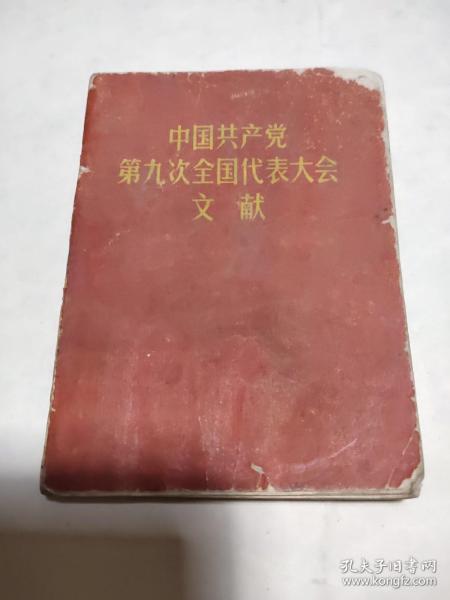 中国共产党
第九次全国代表大会
文献
孔夫子旧书网
www.kongfz.com